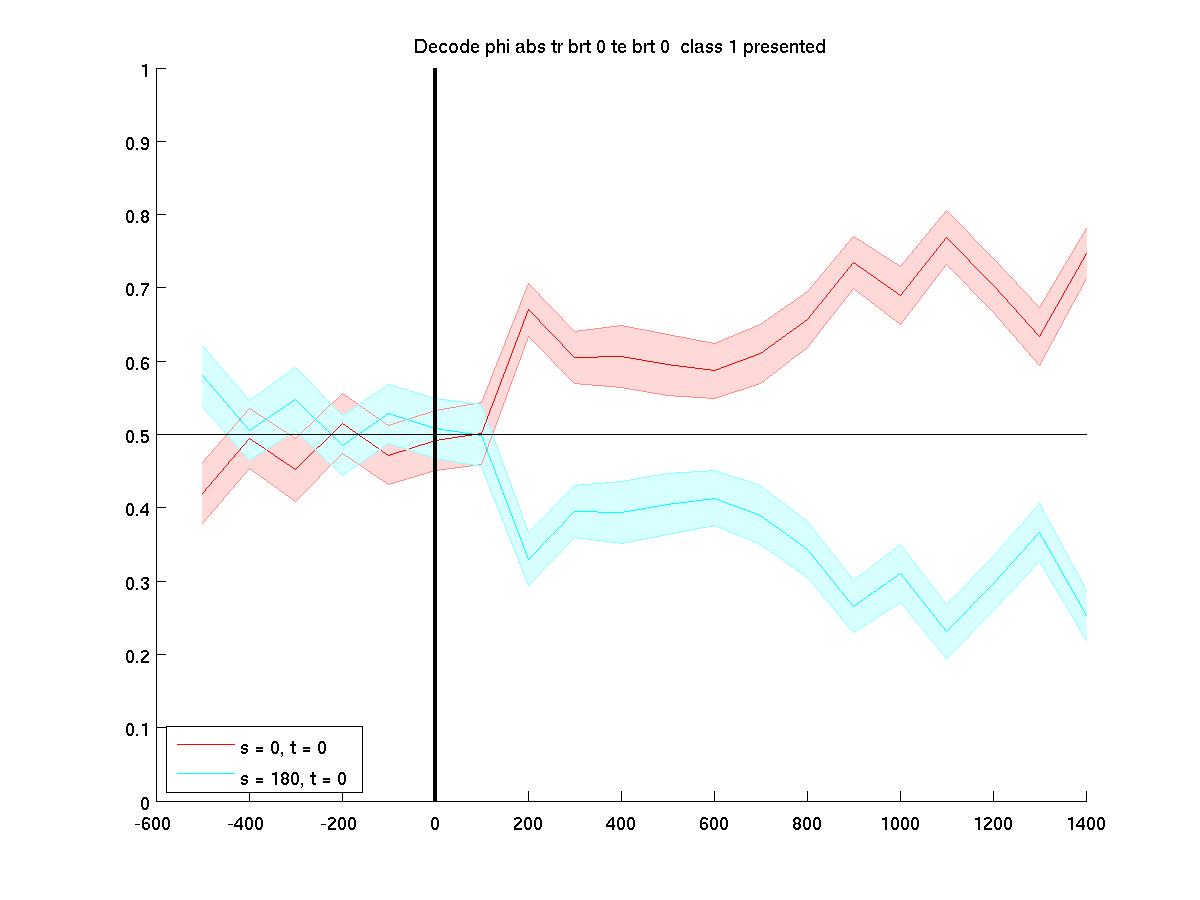 Decode phi abs tr brt 0 te brt 0  class 1 presented
1
0.9
0.8
0.7
0.6
0.5
0.4
0.3
0.2
0.1
0
s = 0, t = 0
s = 180, t = 0
-600 -400 -200 0 200 400 600 800 1000 1200 1400